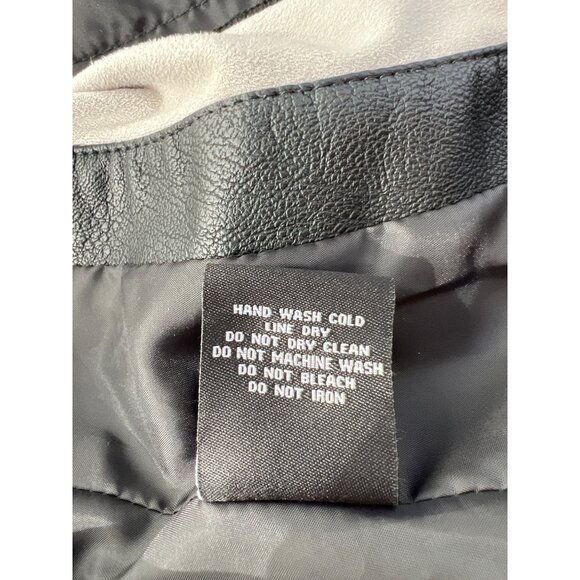 HAND WASH COLD
LINE DRY
DO NOT DRY CLEAN
DO NOT MACHINE WASH
DO NOT BLEACH
DO NOT IRON